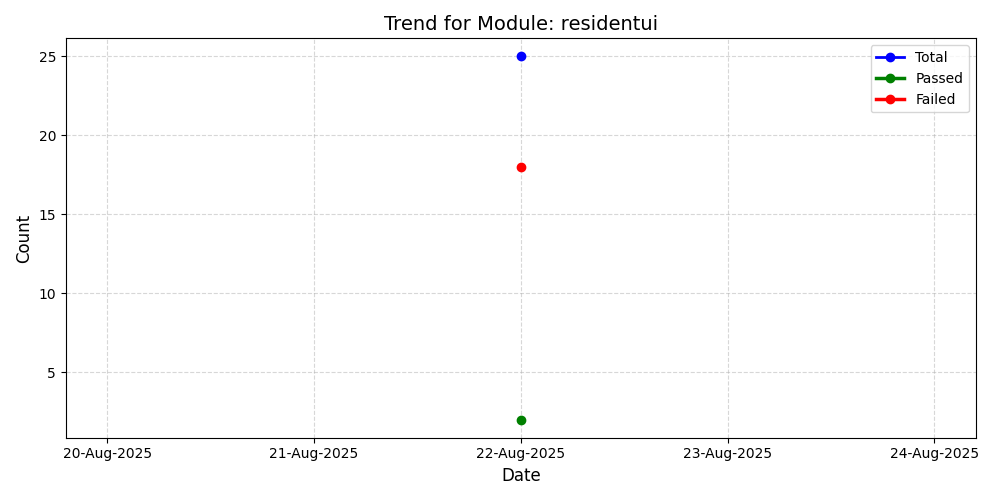 Trend for Module: residentui
Total
Passed
Failed
Count
25
20
15
10
5
20-Aug-2025 21-Aug-2025 22-Aug-2025 23-Aug-2025 24-Aug-2025
Date